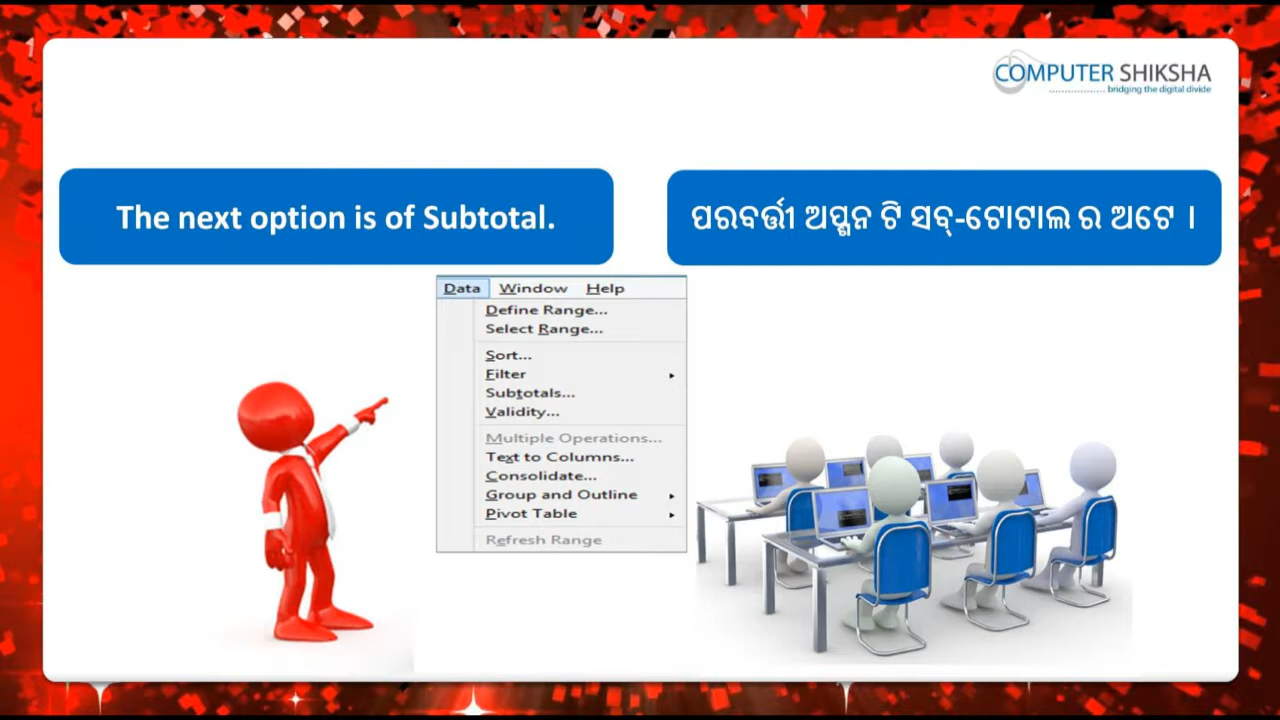 COMPUTER SHIKSHA
bridging the digital divide
The next option is of Subtotal.
ପରବର୍ତ୍ତୀ ଅପ୍ଶନ ଟି ସବ୍-ଟୋଟାଲ ର ଅଟେ ।
Data Window Help
Define Range...
Select Range...
Sort...
Filter
Subtotals...
Validity...
Multiple Operations...
Text to Columns...
Consolidate...
Group and Outline
Pivot Table
Refresh Range